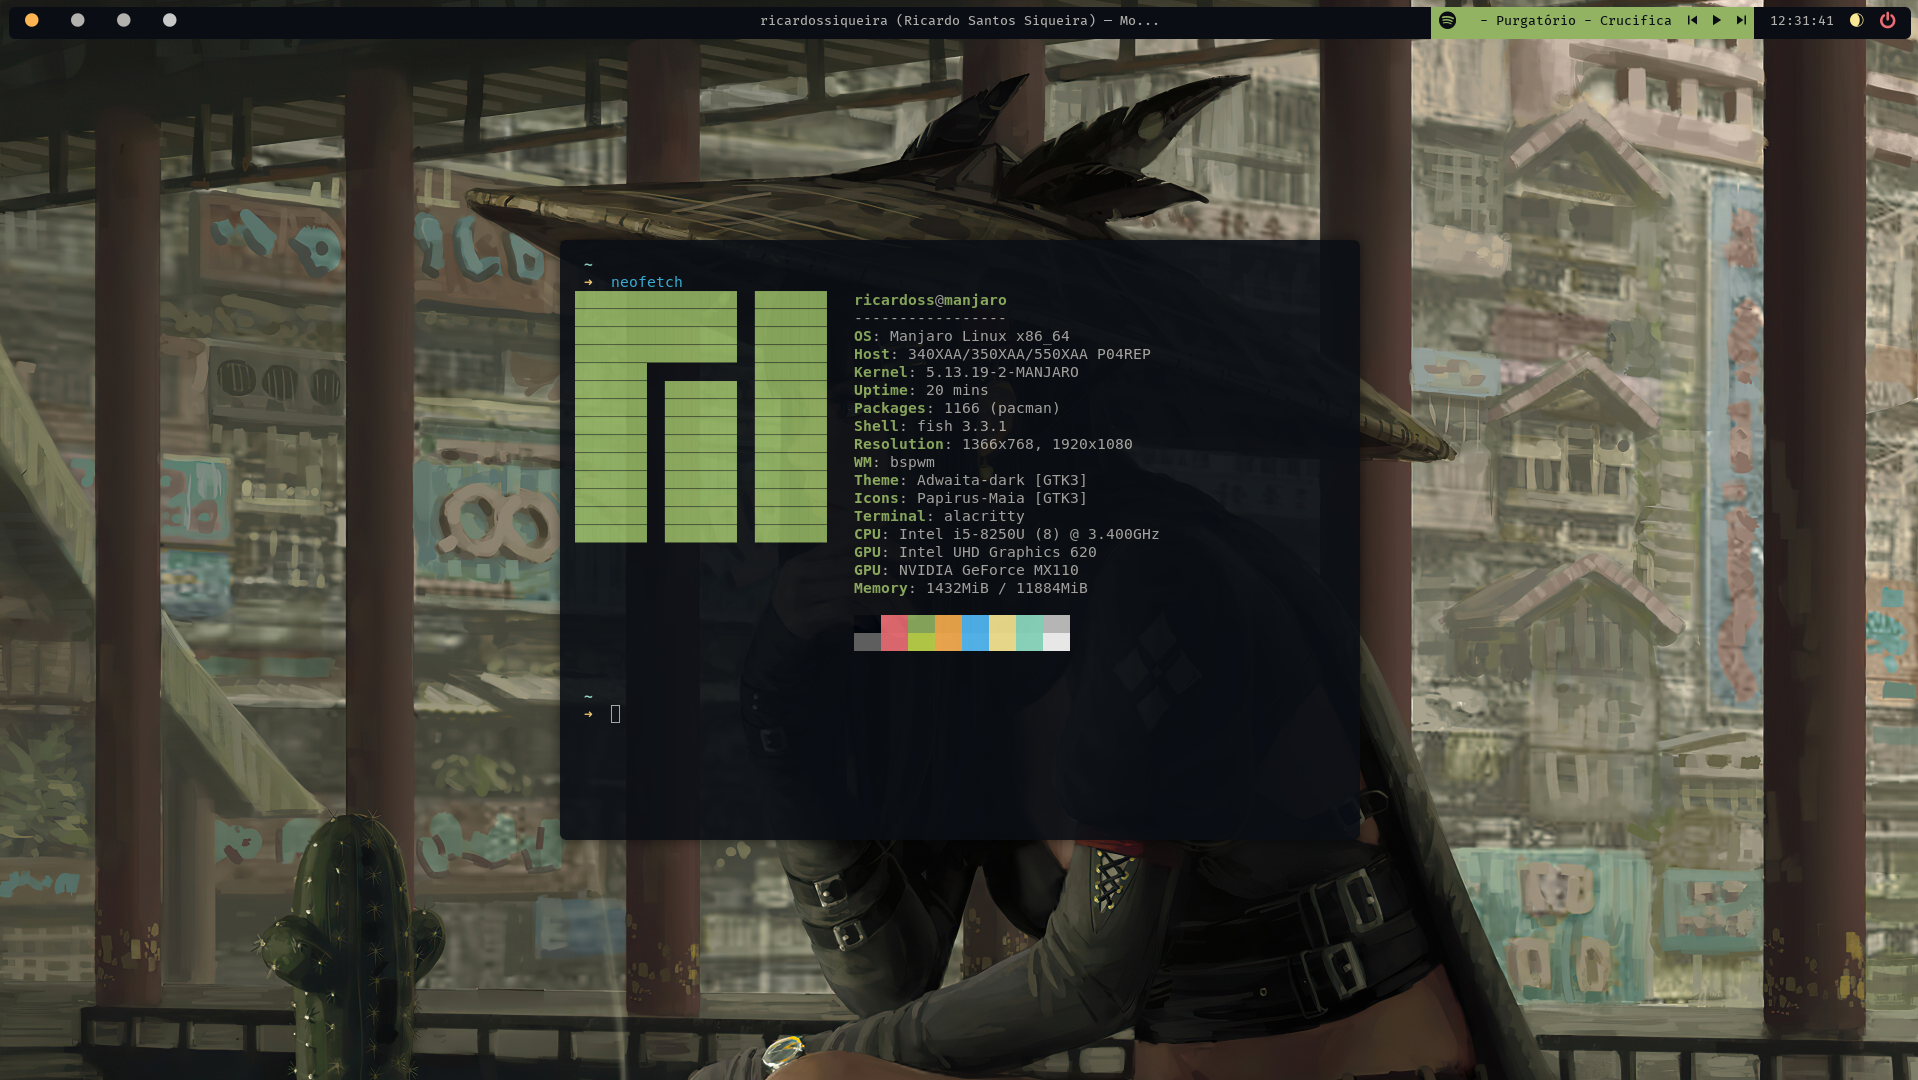 ricardossiqueira (Ricardo Santos Siqueira) — Mo...
- Purgatório - Crucifica
12:31:41
~
➜ neofetch
ricardoss@manjaro
-----------------
OS: Manjaro Linux x86_64
Host: 340XAA/350XAA/550XAA P04REP
Kernel: 5.13.19-2-MANJARO
Uptime: 20 mins
Packages: 1166 (pacman)
Shell: fish 3.3.1
Resolution: 1366x768, 1920x1080
WM: bspwm
Theme: Adwaita-dark [GTK3]
Icons: Papirus-Maia [GTK3]
Terminal: alacritty
CPU: Intel i5-8250U (8) @ 3.400GHz
GPU: Intel UHD Graphics 620
GPU: NVIDIA GeForce MX110
Memory: 1432MiB / 11884MiB
~
➜